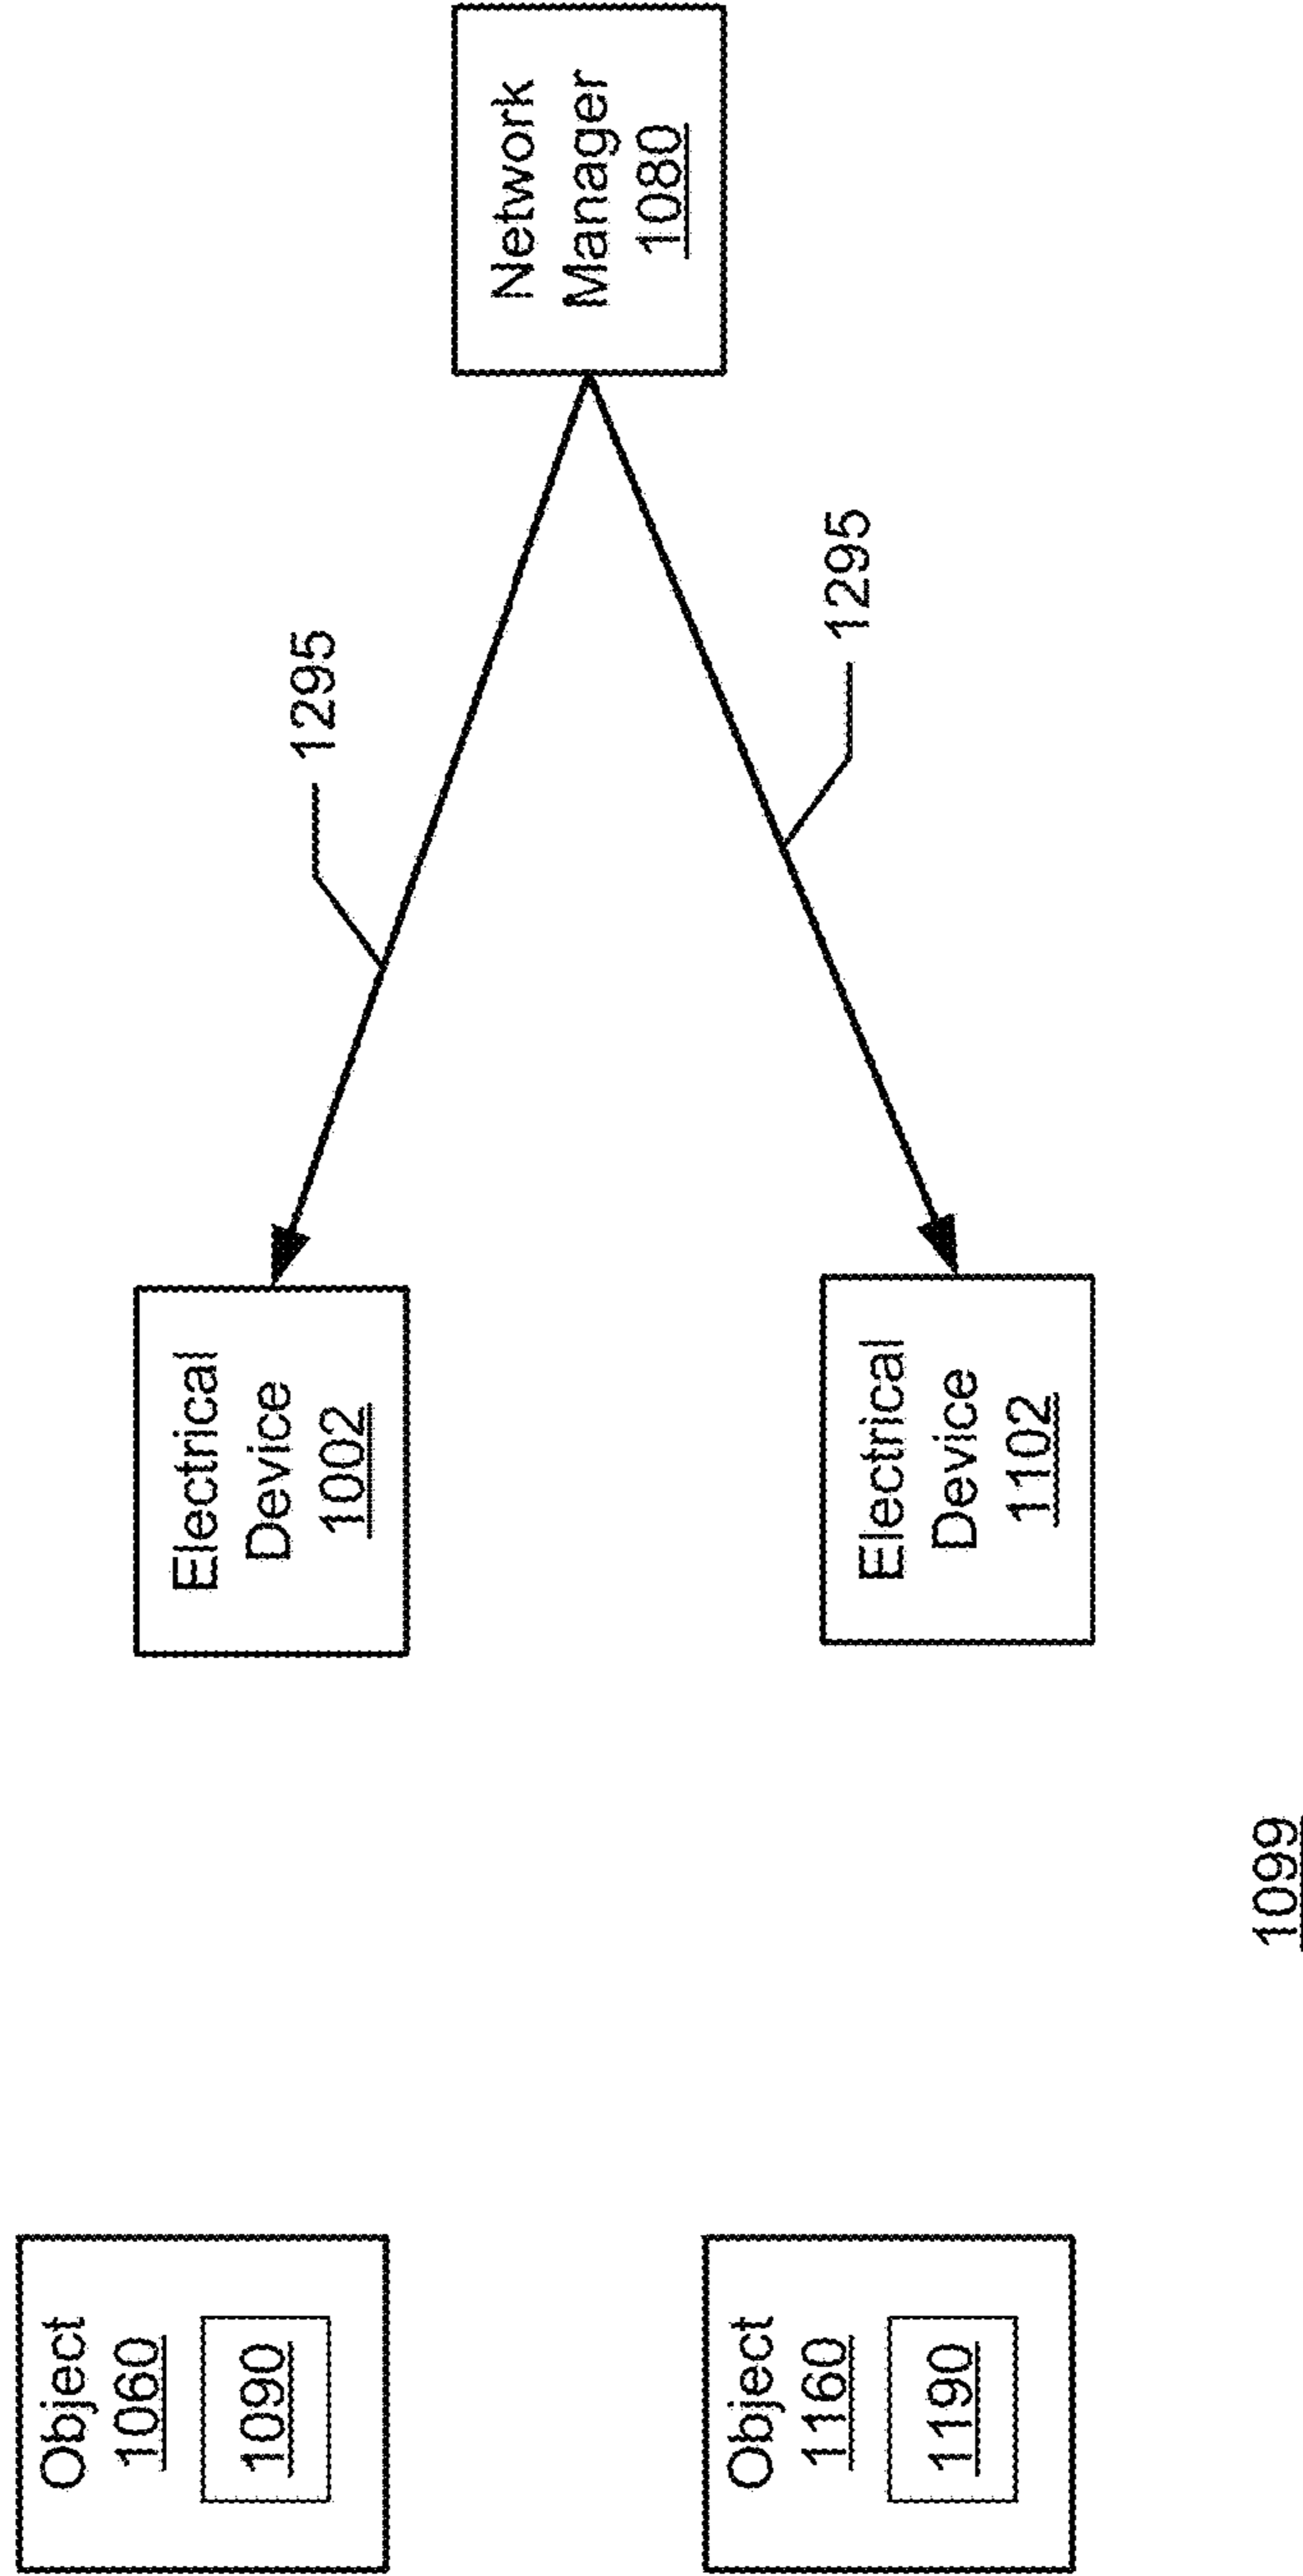 Object
1060
1090
Electrical
Device
1002
1295
Network
Manager
1080
1295
Object
1160
1190
Electrical
Device
1102
1099